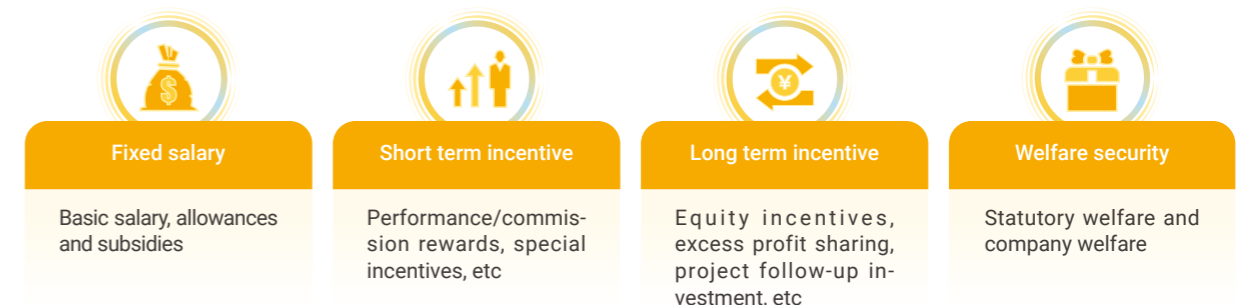 $
¥
Fixed salary
Short term incentive
Long term incentive
Welfare security
Basic salary, allowances
and subsidies
Performance/commis-
sion rewards, special
incentives, etc
Equity incentives,
excess profit sharing,
project follow-up in-
vestment, etc
Statutory welfare and
company welfare